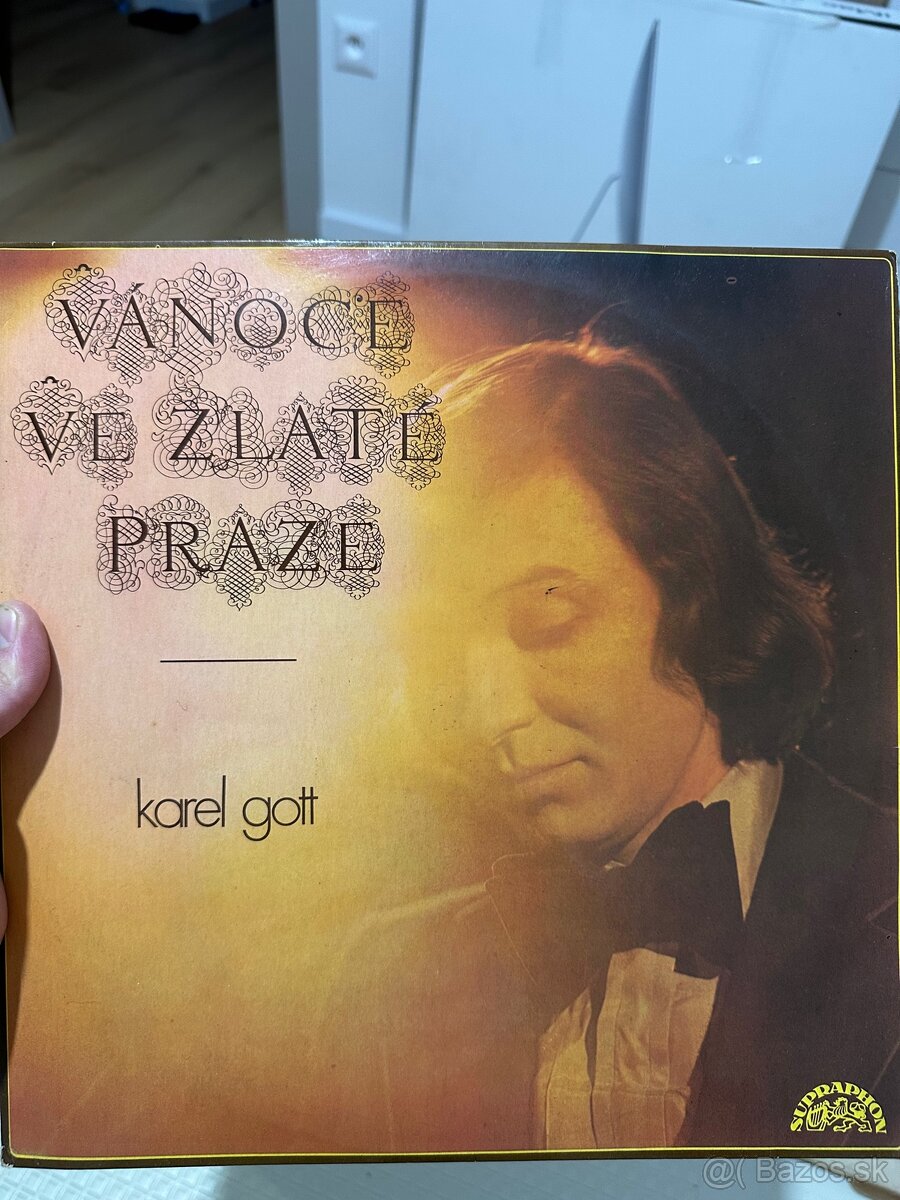 VÁNOCE
VE ZLATÉ
PRAZE
karel gott
SUPRAPHON
@( Bazos.sk